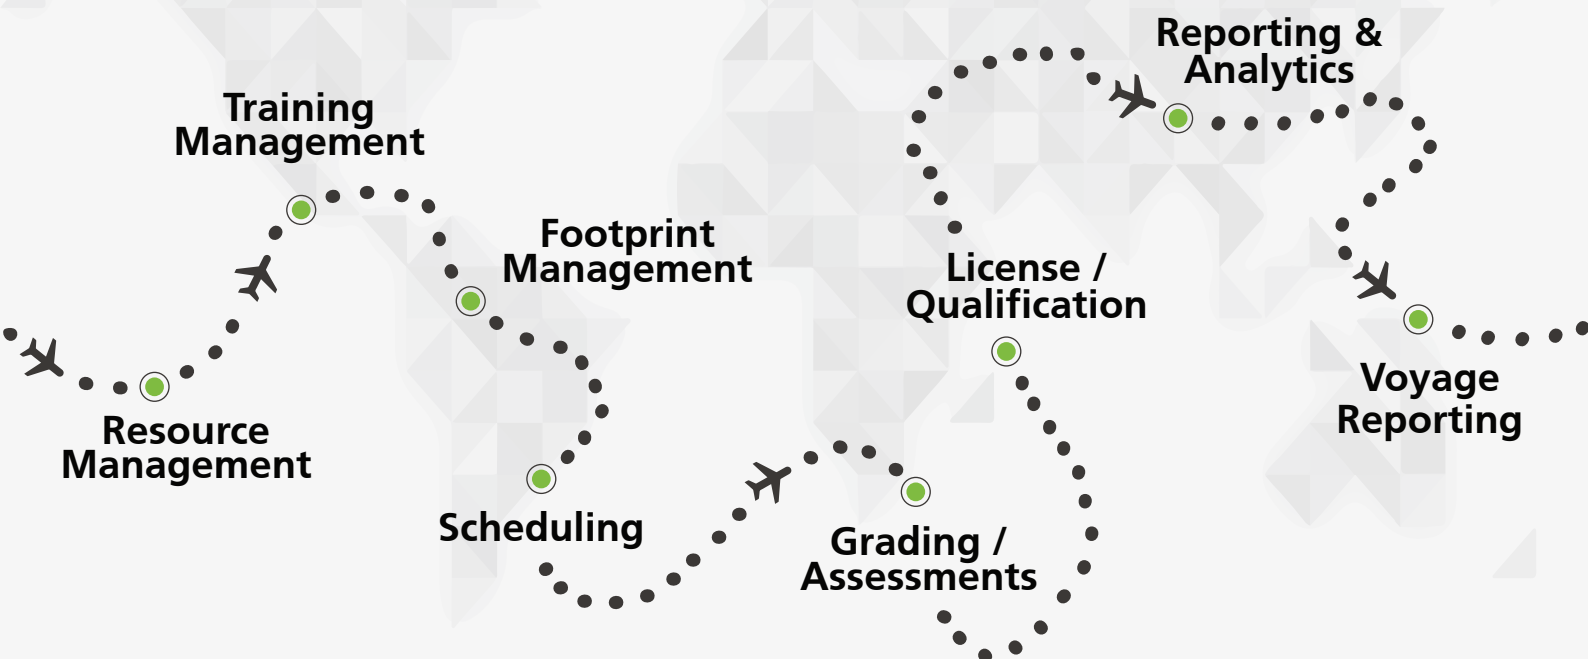 Resource
Management
Training
Management
Footprint
Management
Scheduling
Grading /
Assessments
License /
Qualification
Reporting &
Analytics
Voyage
Reporting